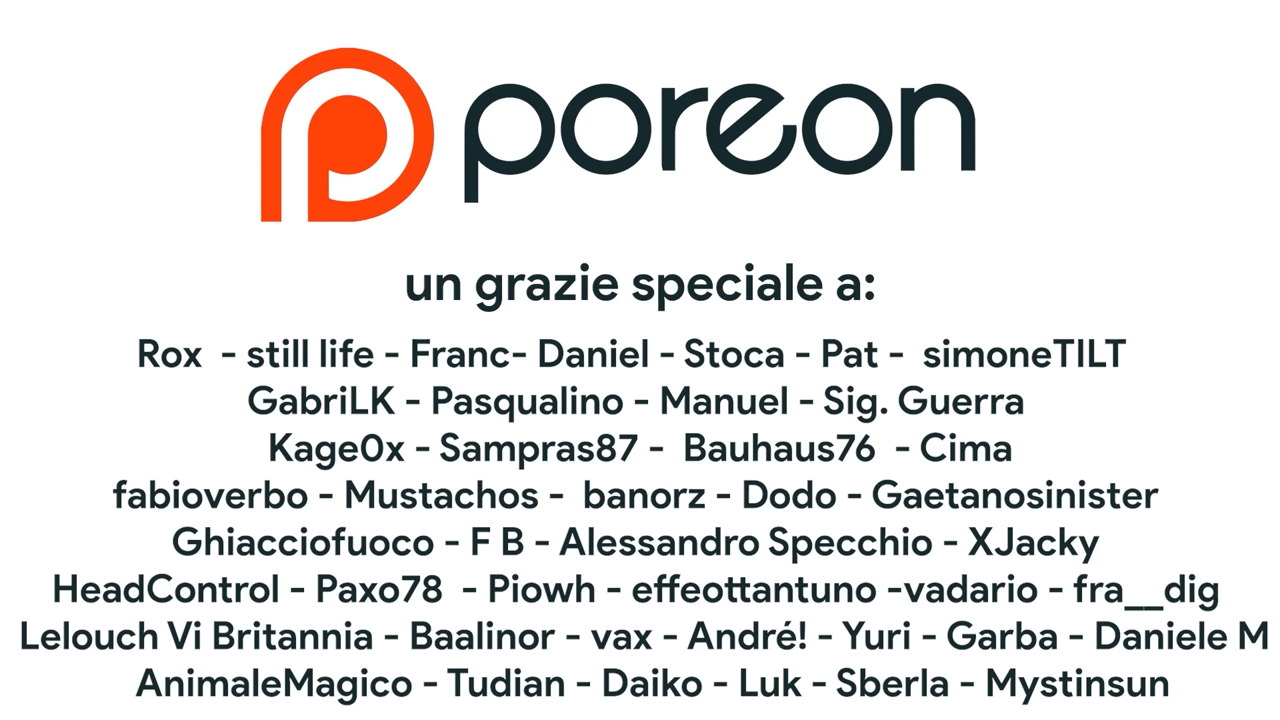 poreon
un grazie speciale a:
Rox - still life - Franc- Daniel - Stoca - Pat - simoneTILT
GabriLK - Pasqualino - Manuel - Sig. Guerra
Kage0x - Sampras87 - Bauhaus76 - Cima
fabioverbo - Mustachos - banorz - Dodo - Gaetanosinister
Ghiacciofuoco - F B - Alessandro Specchio - XJacky
HeadControl - Paxo78 - Piowh - effeottantuno -vadario - fra__dig
Lelouch Vi Britannia - Baalinor - vax - André! - Yuri - Garba - Daniele M
AnimaleMagico - Tudian - Daiko - Luk - Sberla - Mystinsun